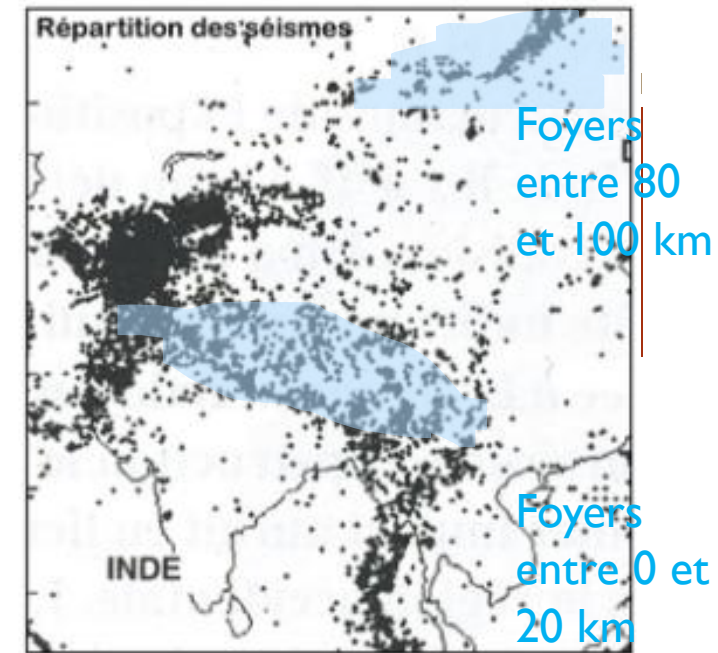 Répartition des séismes
Foyers
entre 80
et 100 km
INDE
Foyers
entre 0 et
20 km